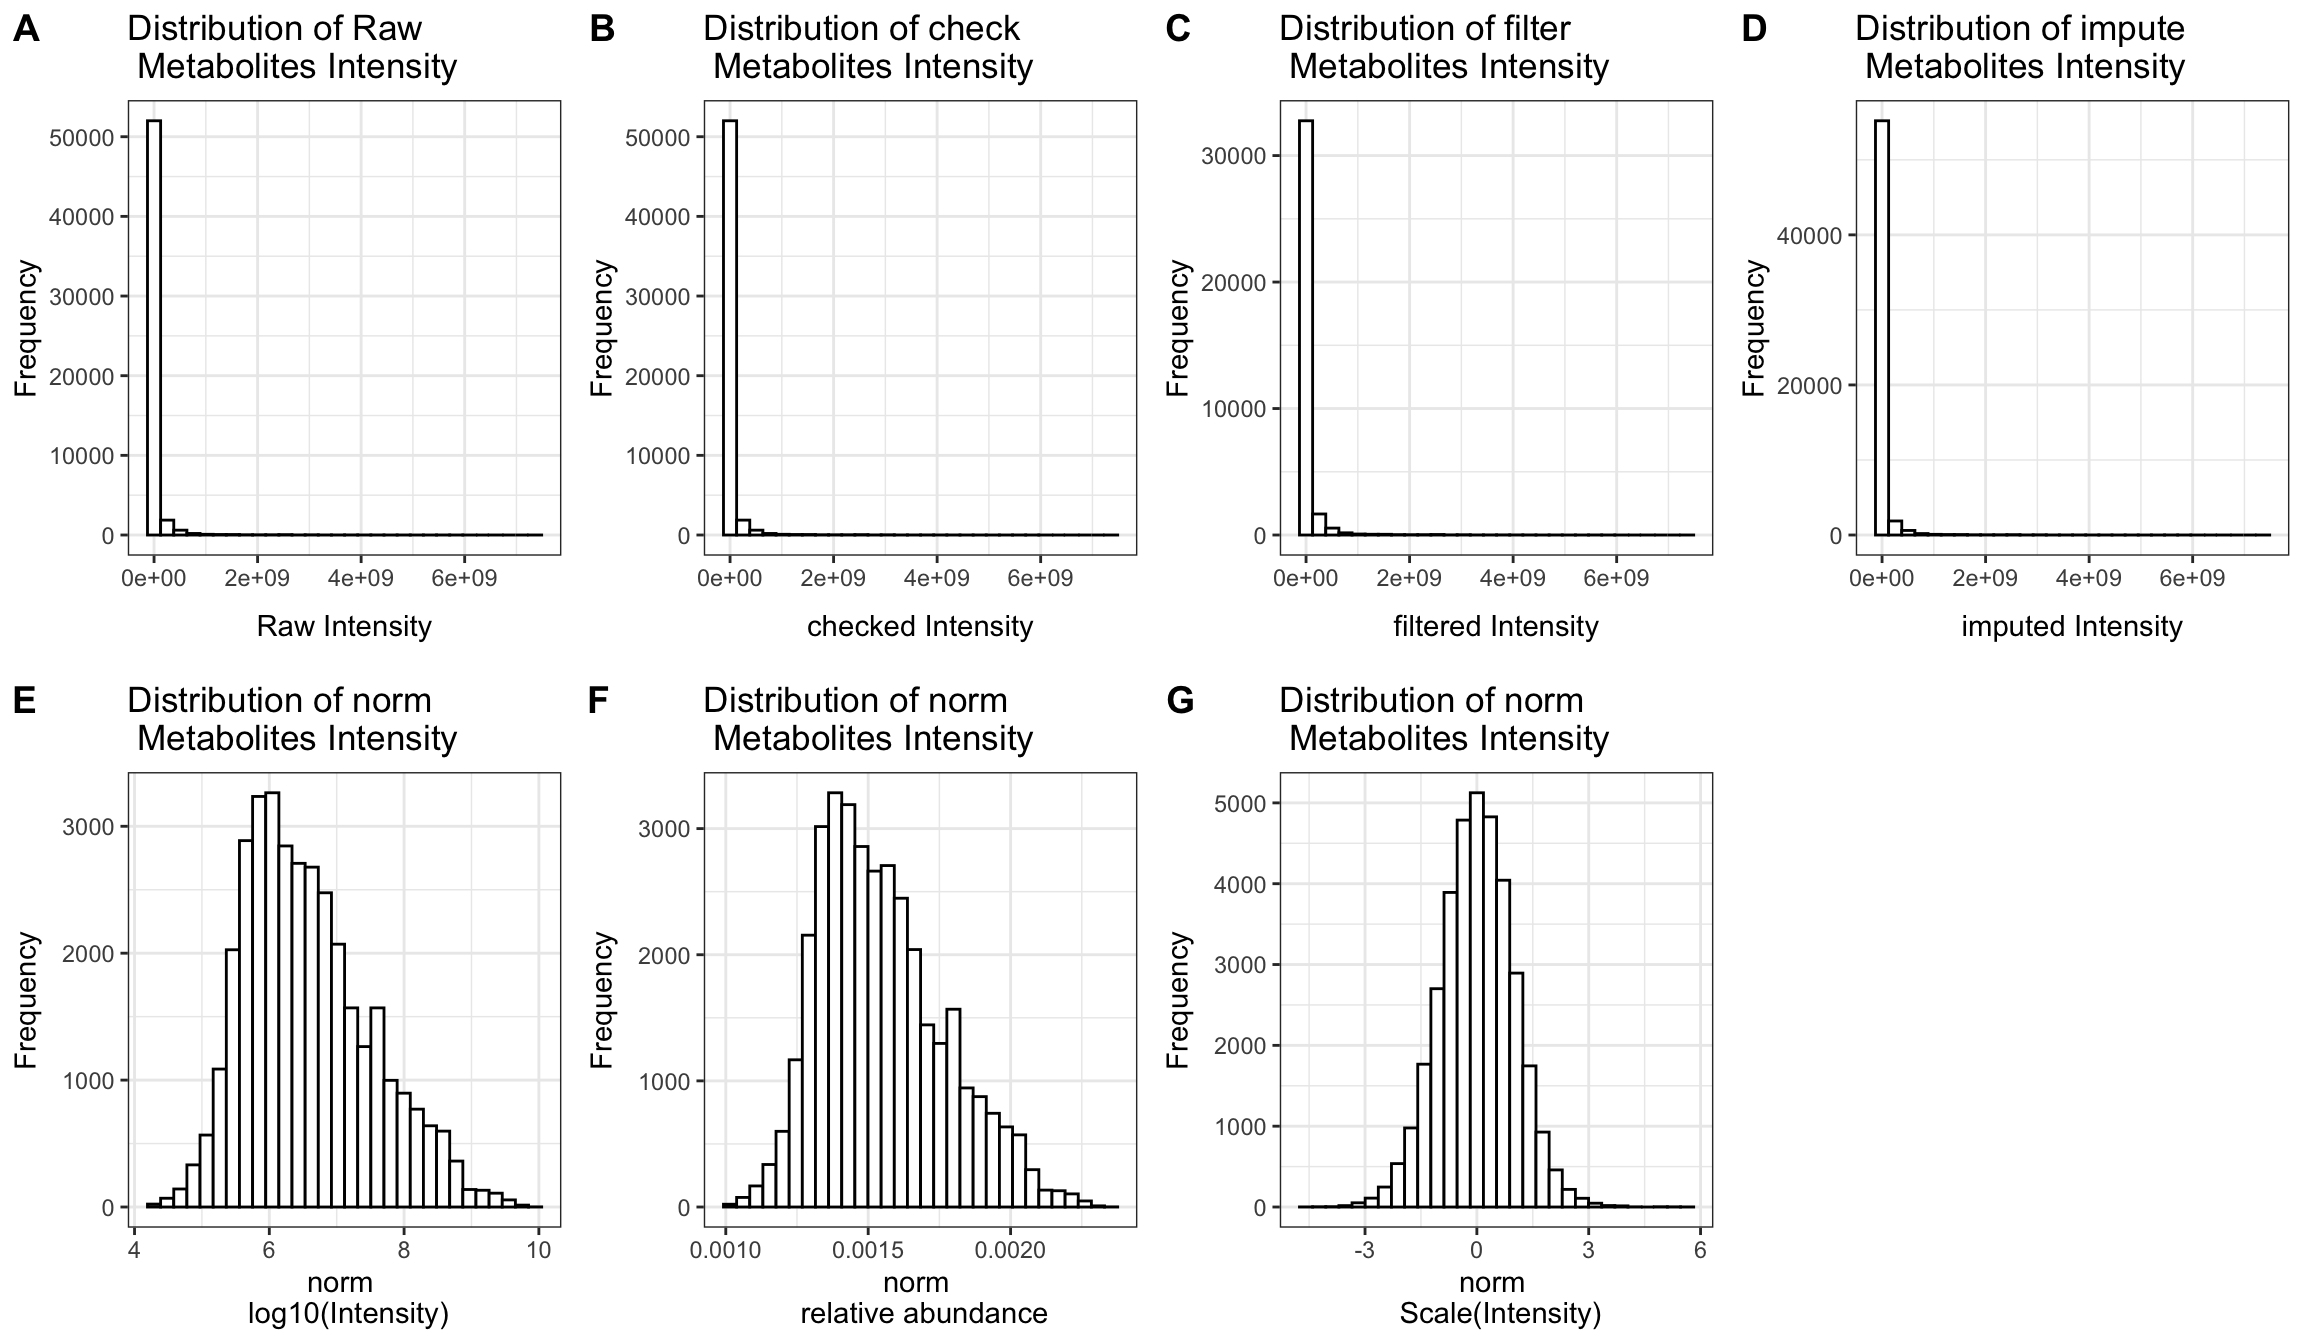 A
Distribution of Raw
Metabolites Intensity
50000
40000
30000
20000
10000
0
Frequency
0e+00 2e+09 4e+09 6e+09
Raw Intensity
B
Distribution of check
Metabolites Intensity
50000
40000
30000
20000
10000
0
Frequency
0e+00 2e+09 4e+09 6e+09
checked Intensity
C
Distribution of filter
Metabolites Intensity
30000
20000
10000
0
Frequency
0e+00 2e+09 4e+09 6e+09
filtered Intensity
D
Distribution of impute
Metabolites Intensity
40000
20000
0
Frequency
0e+00 2e+09 4e+09 6e+09
imputed Intensity
E
Distribution of norm
Metabolites Intensity
3000
2000
1000
0
Frequency
4 6 8 10
norm
log10(Intensity)
F
Distribution of norm
Metabolites Intensity
3000
2000
1000
0
Frequency
0.0010 0.0015 0.0020
norm
relative abundance
G
Distribution of norm
Metabolites Intensity
5000
4000
3000
2000
1000
0
Frequency
-3 0 3 6
norm
Scale(Intensity)